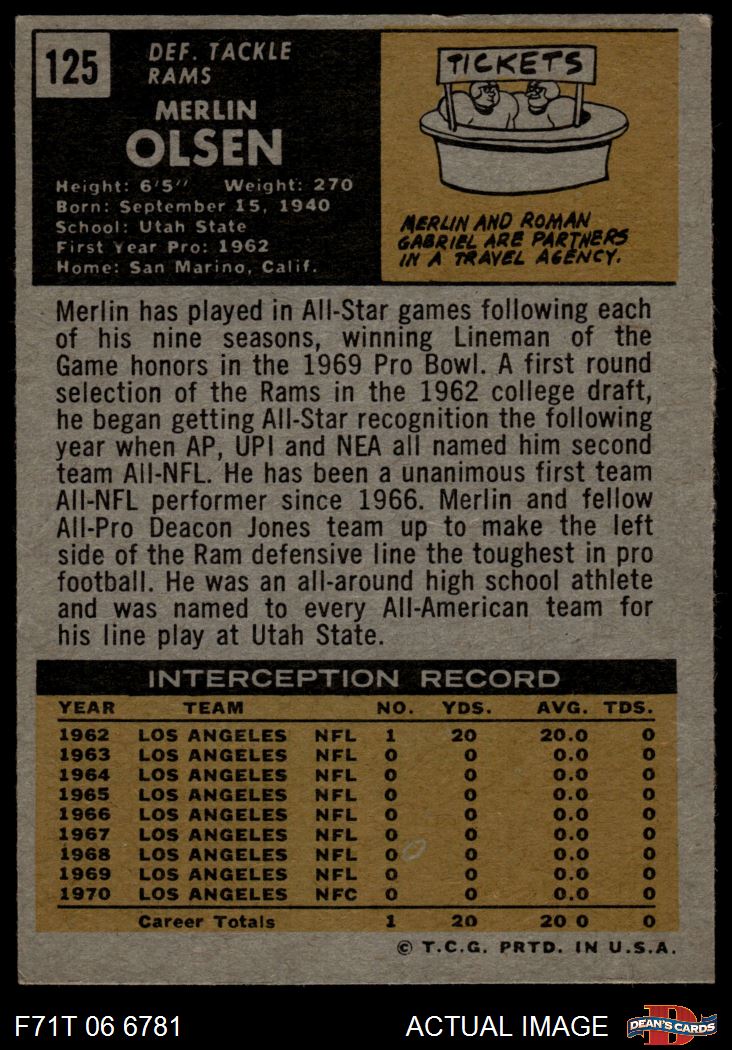 125
DEF. TACKLE
RAMS
MERLIN
OLSEN
Height: 6'5" Weight: 270
Born: September 15, 1940
School: Utah State
First Year Pro: 1962
Home: San Marino, Calif.
TICKETS
MERLIN AND ROMAN
GABRIEL ARE PARTNERS
IN A TRAVEL AGENCY.
Merlin has played in All-Star games following each
of his nine seasons, winning Lineman of the
Game honors in the 1969 Pro Bowl. A first round
selection of the Rams in the 1962 college draft,
he began getting All-Star recognition the following
year when AP, UPI and NEA all named him second
team All-NFL. He has been a unanimous first team
All-NFL performer since 1966. Merlin and fellow
All-Pro Deacon Jones team up to make the left
side of the Ram defensive line the toughest in pro
football. He was an all-around high school athlete
and was named to every All-American team for
his line play at Utah State.
INTERCEPTION RECORD
YEAR TEAM NO. YDS. AVG. TDS.
1962 LOS ANGELES NFL 1 20 20.0 0
1963 LOS ANGELES NFL 0 0 0.0 0
1964 LOS ANGELES NFL 0 0 0.0 0
1965 LOS ANGELES NFL 0 0 0.0 0
1966 LOS ANGELES NFL 0 0 0.0 0
1967 LOS ANGELES NFL 0 0 0.0 0
1968 LOS ANGELES NFL 0 0 0.0 0
1969 LOS ANGELES NFL 0 0 0.0 0
1970 LOS ANGELES NFC 0 0 0.0 0
Career Totals 1 20 20 0 0
© T.C.G. PRTD. IN U.S.A.
F71T 06 6781 ACTUAL IMAGE D DEAN'S CARDS